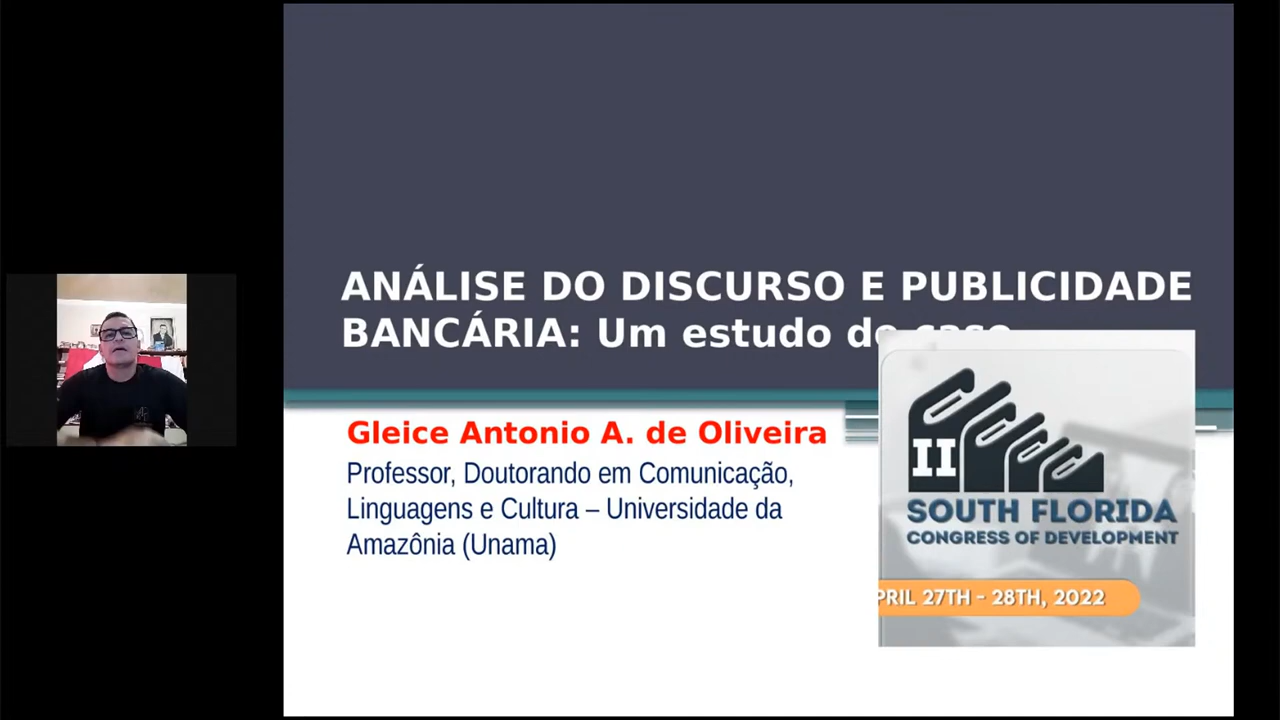 ANÁLISE DO DISCURSO E PUBLICIDADE
BANCÁRIA: Um estudo de caso
Gleice Antonio A. de Oliveira
Professor, Doutorando em Comunicação,
Linguagens e Cultura – Universidade da
Amazônia (Unama)
II
SOUTH FLORIDA
CONGRESS OF DEVELOPMENT
PRIL 27TH - 28TH, 2022